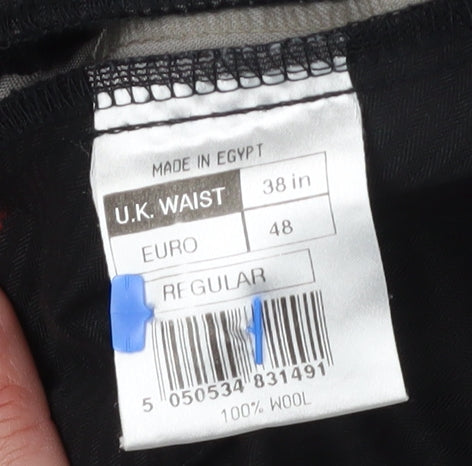 MADE IN EGYPT
U.K. WAIST 38 in
EURO 48
REGULAR
5 050534 831491
100% WOOL